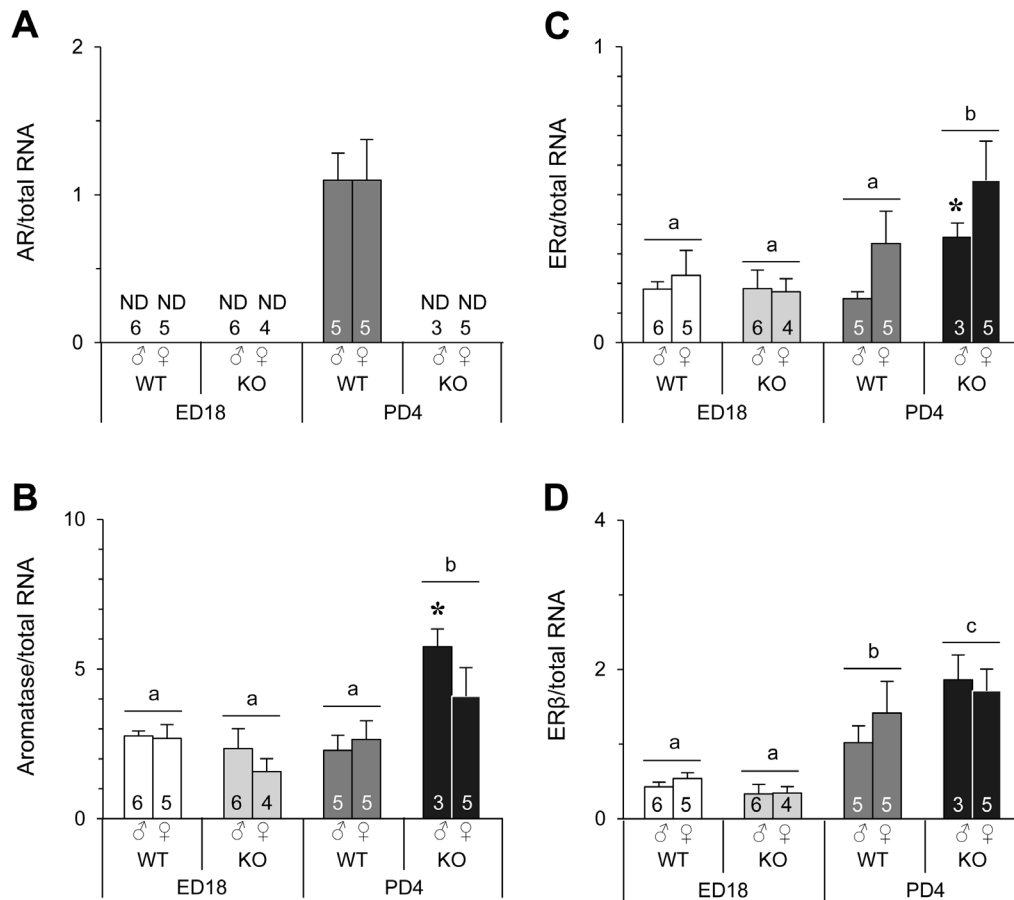 A
AR/total RNA
2
1
0
ND ND ND ND ND ND
6 5 6 4 5 5 3 5
♂ ♀ ♂ ♀ ♂ ♀ ♂ ♀
WT KO WT KO
ED18 PD4
C
ERα/total RNA
1
0
a a a b
*
6 5 6 4 5 5 3 5
♂ ♀ ♂ ♀ ♂ ♀ ♂ ♀
WT KO WT KO
ED18 PD4
B
Aromatase/total RNA
10
5
0
a a a b
*
6 5 6 4 5 5 3 5
♂ ♀ ♂ ♀ ♂ ♀ ♂ ♀
WT KO WT KO
ED18 PD4
D
ERβ/total RNA
4
2
0
a a b c
6 5 6 4 5 5 3 5
♂ ♀ ♂ ♀ ♂ ♀ ♂ ♀
WT KO WT KO
ED18 PD4